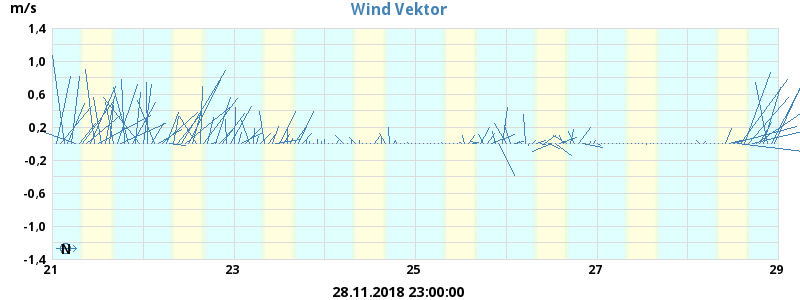 Wind Vektor
m/s
1,4
1,0
0,6
0,2
-0,2
-0,6
-1,0
-1,4
N
21 23 25 27 29
28.11.2018 23:00:00